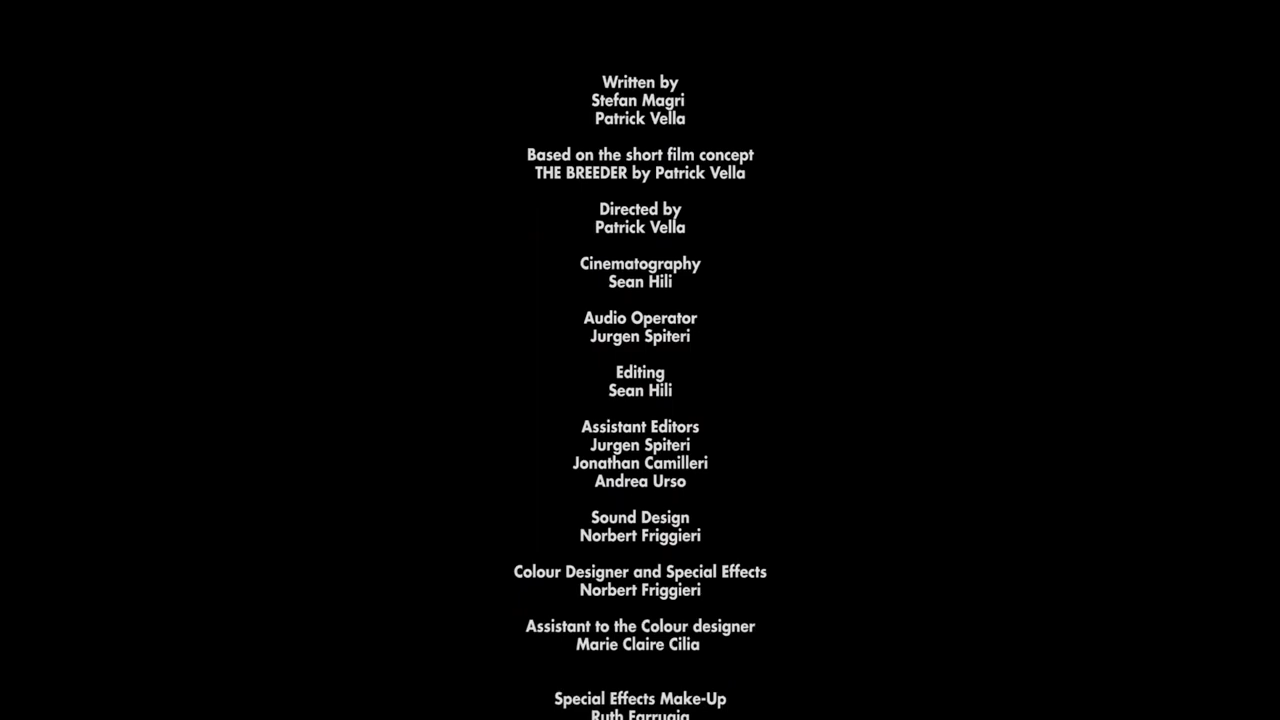 Written by
Stefan Magri
Patrick Vella
Based on the short film concept
THE BREEDER by Patrick Vella
Directed by
Patrick Vella
Cinematography
Sean Hili
Audio Operator
Jurgen Spiteri
Editing
Sean Hili
Assistant Editors
Jurgen Spiteri
Jonathan Camilleri
Andrea Urso
Sound Design
Norbert Friggieri
Colour Designer and Special Effects
Norbert Friggieri
Assistant to the Colour designer
Marie Claire Cilia
Special Effects Make-Up
Ruth Farrugia